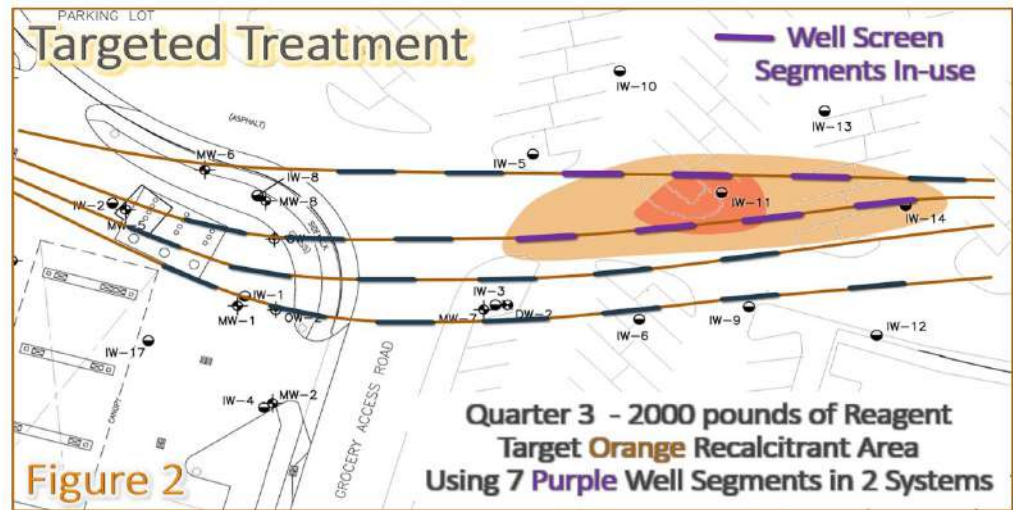 PARKING LOT
Targeted Treatment
Well Screen
Segments In-use
IW-10
IW-13
(ASPHALT)
MW-6
IW-5
IW-8
MW-8
IW-11
IW-2
MW-5
IW-14
IW-3
IW-1
MW-1
OW-2
MW-7
DW-2
IW-6
IW-9
IW-12
IW-17
IW-4
MW-2
CANOPY
GROCERY ACCESS ROAD
Quarter 3 - 2000 pounds of Reagent
Target Orange Recalcitrant Area
Using 7 Purple Well Segments in 2 Systems
Figure 2